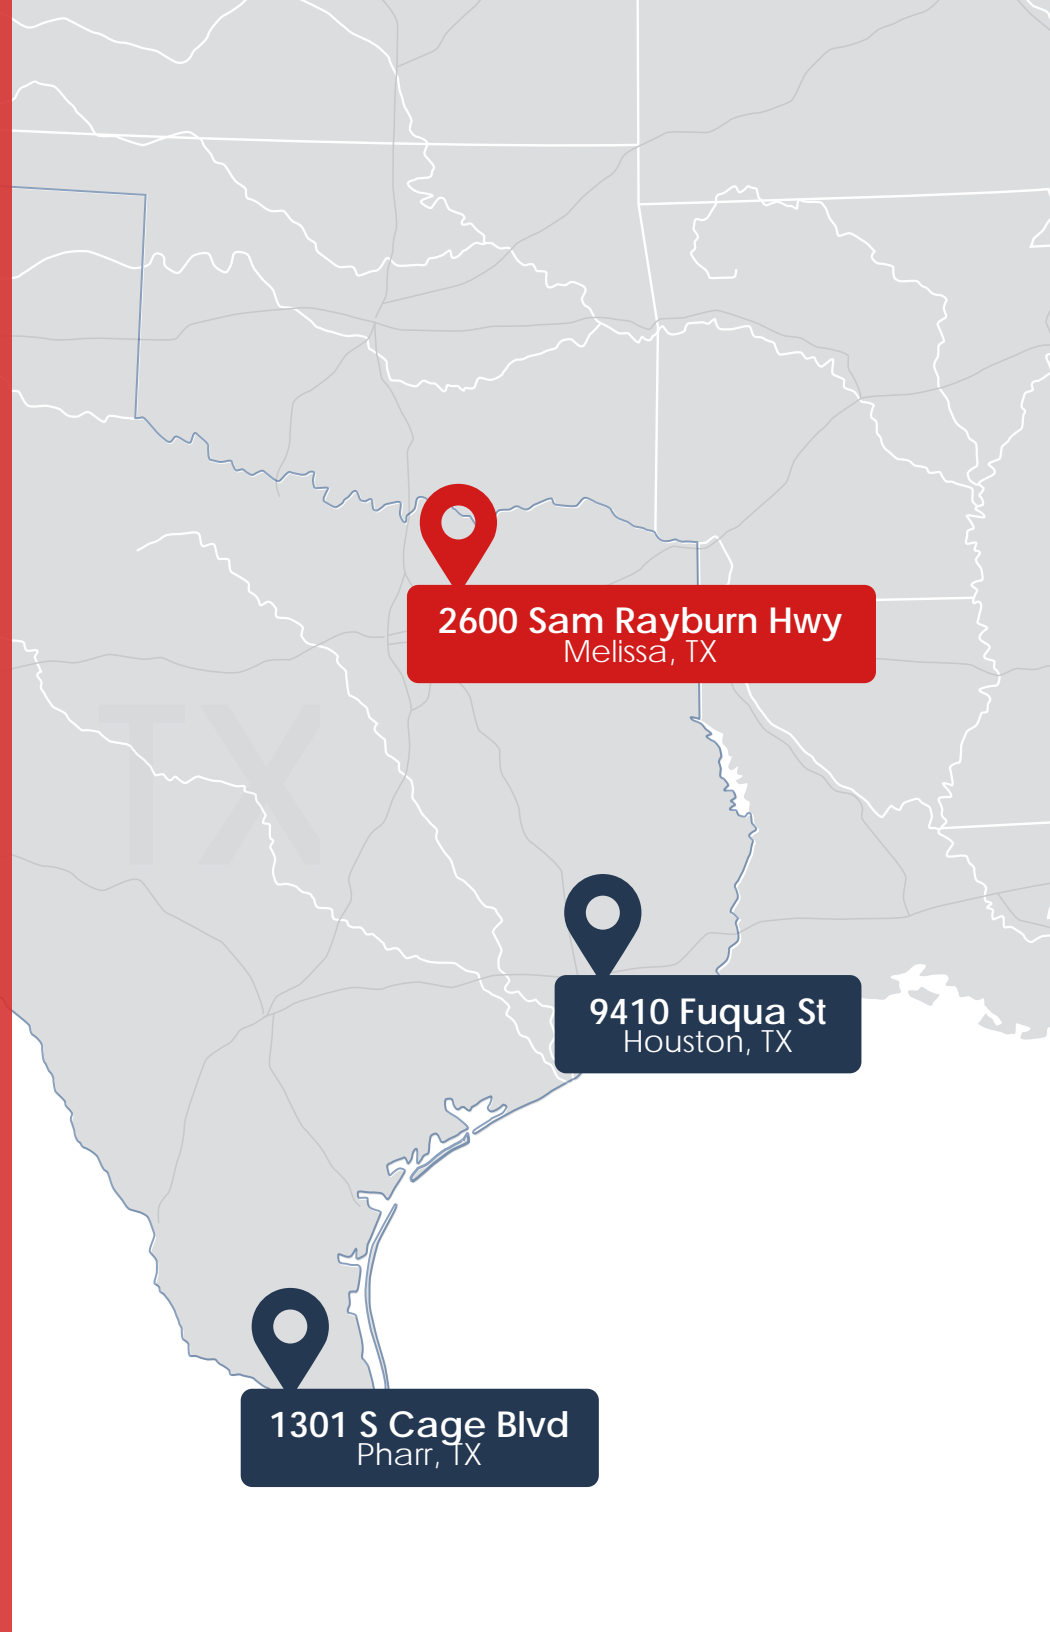 2600 Sam Rayburn Hwy
Melissa, TX
TX
9410 Fuqua St
Houston, TX
1301 S Cage Blvd
Pharr, TX